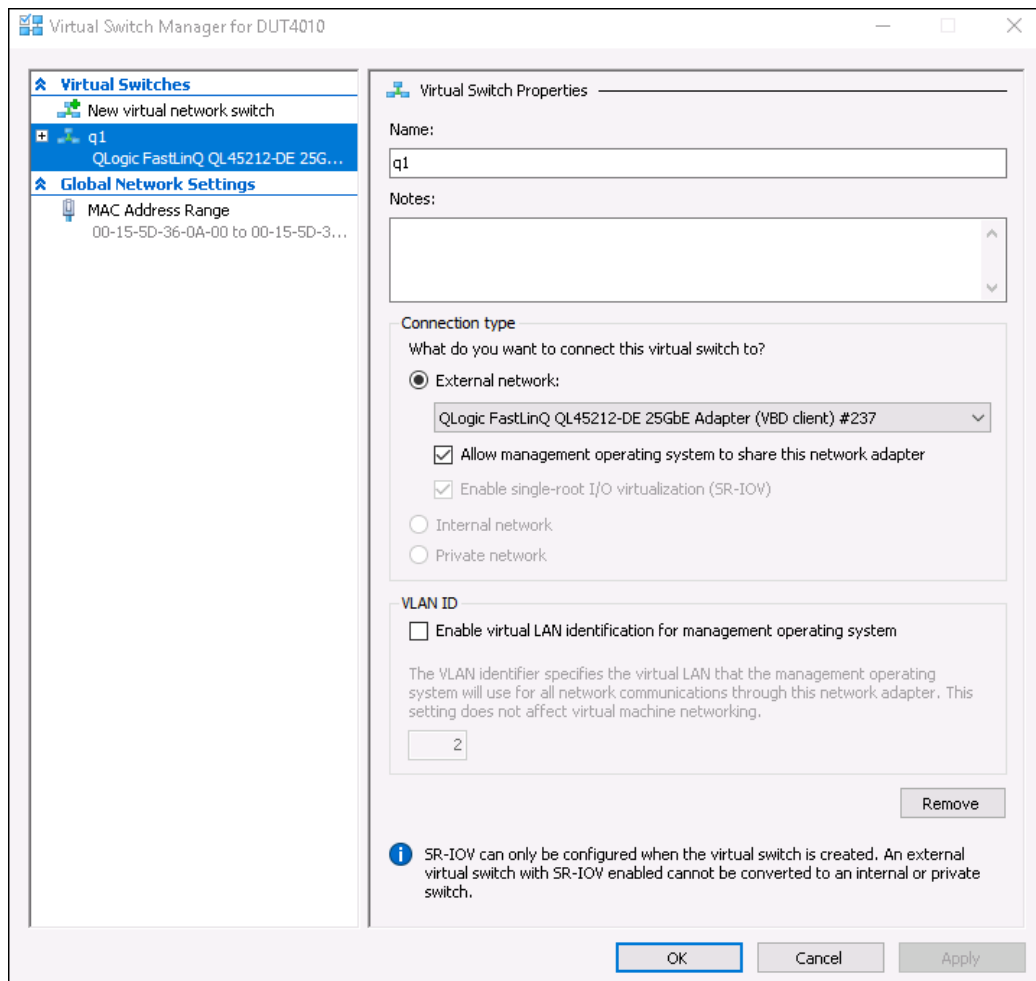 Virtual Switch Manager for DUT4010
Virtual Switches
New virtual network switch
q1
QLogic FastLinQ QL45212-DE 25G...
Global Network Settings
MAC Address Range
00-15-5D-36-0A-00 to 00-15-5D-3...
Virtual Switch Properties
Name:
q1
Notes:
Connection type
What do you want to connect this virtual switch to?
External network:
QLogic FastLinQ QL45212-DE 25GbE Adapter (VBD client) #237
Allow management operating system to share this network adapter
Enable single-root I/O virtualization (SR-IOV)
Internal network
Private network
VLAN ID
Enable virtual LAN identification for management operating system
The VLAN identifier specifies the virtual LAN that the management operating
system will use for all network communications through this network adapter. This
setting does not affect virtual machine networking.
2
Remove
SR-IOV can only be configured when the virtual switch is created. An external
virtual switch with SR-IOV enabled cannot be converted to an internal or private
switch.
OK
Cancel
Apply